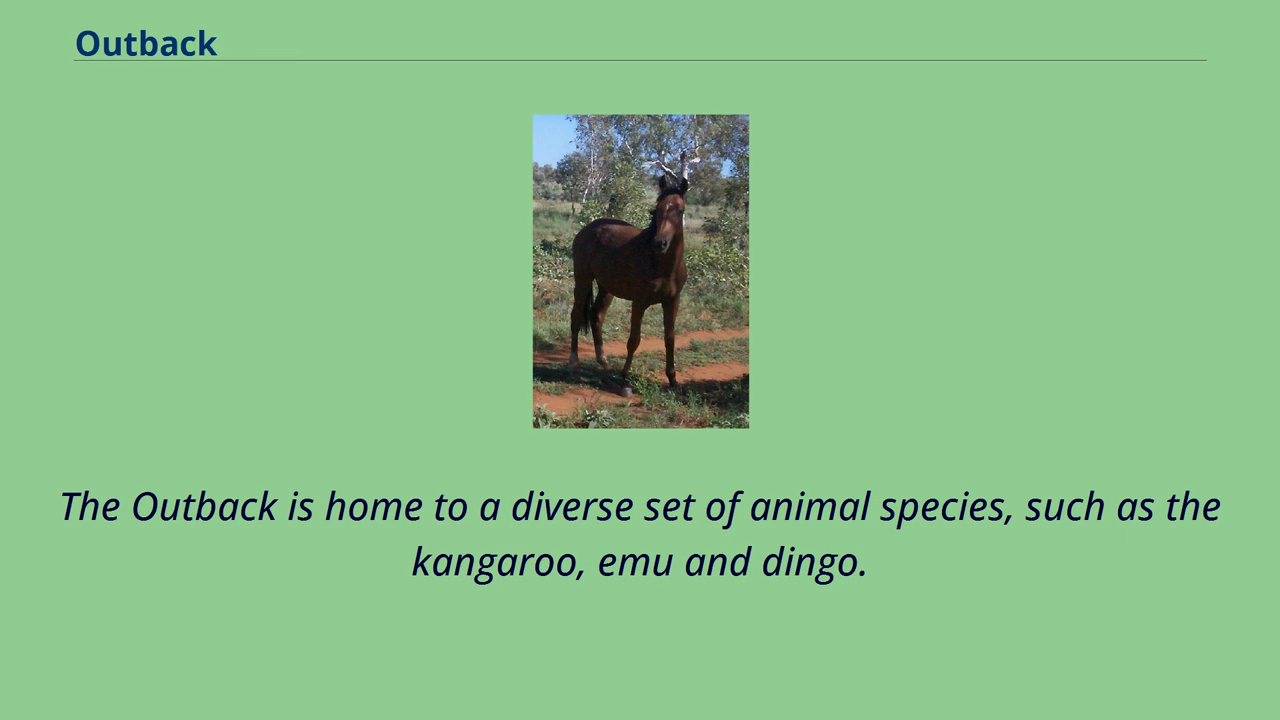 Outback
The Outback is home to a diverse set of animal species, such as the
kangaroo, emu and dingo.